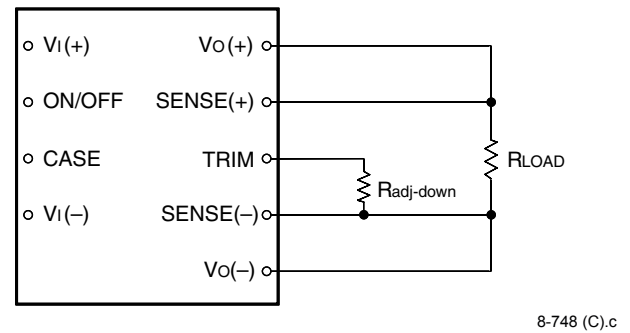 VI(+) VO(+)
ON/OFF SENSE(+)
CASE TRIM RLOAD
Radj-down
VI(–) SENSE(–)
VO(–)
8-748 (C).c